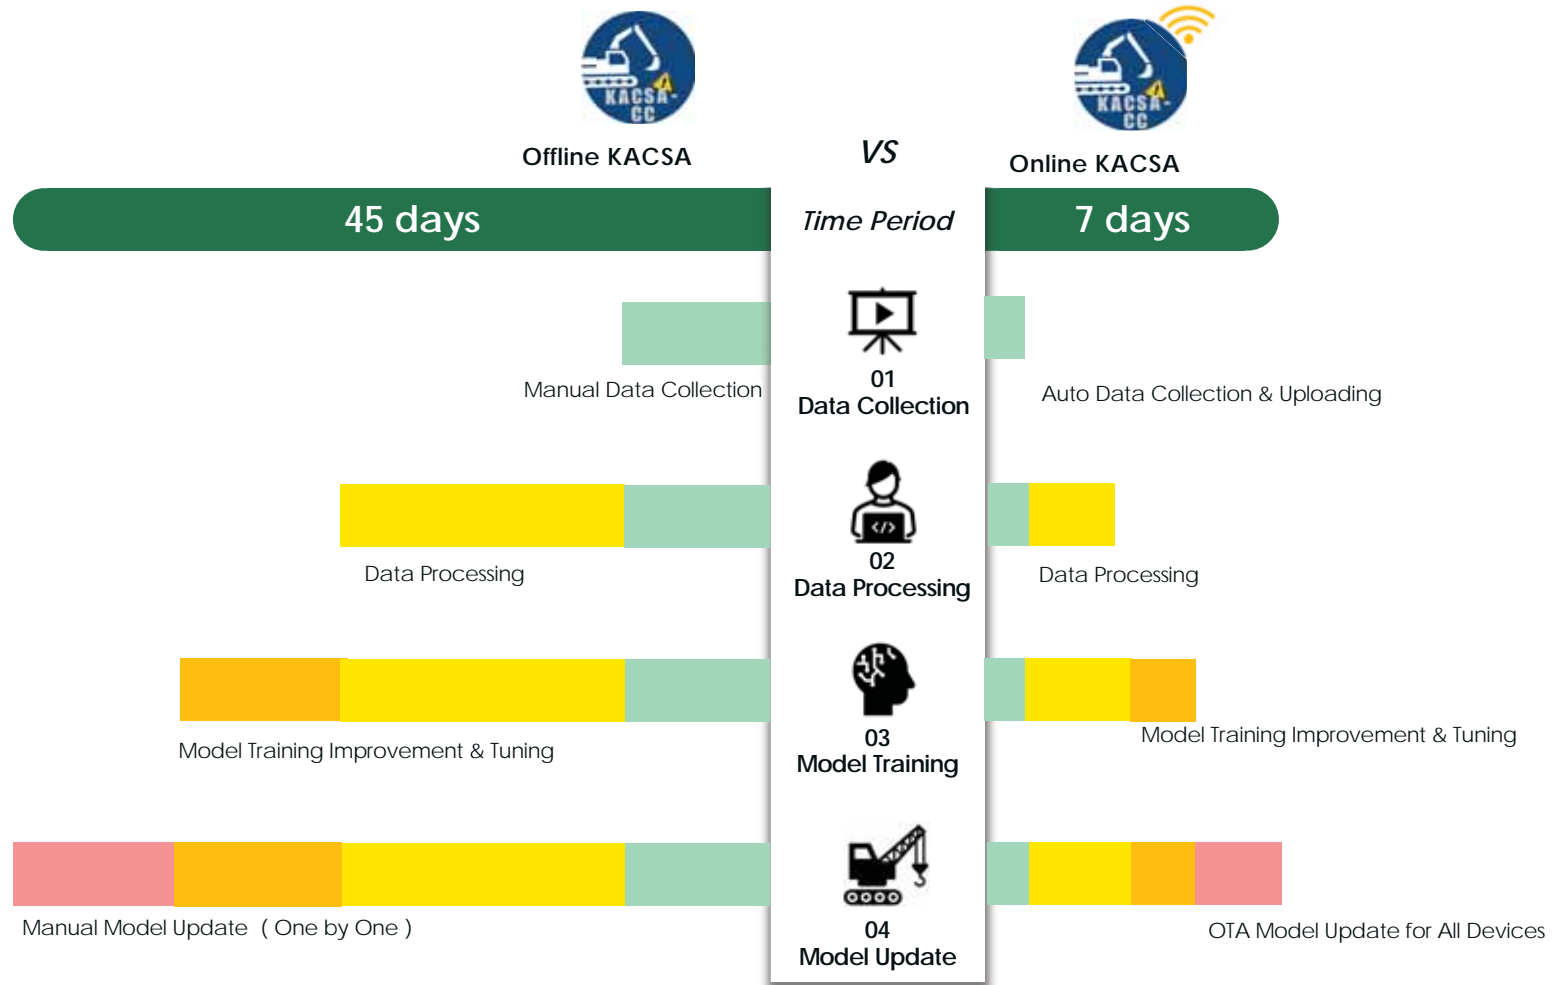 KACSA-
CC
KACSA-
CC
Offline KACSA
VS
Online KACSA
45 days
Time Period
7 days
01
Data Collection
Manual Data Collection
Auto Data Collection & Uploading
</>
02
Data Processing
Data Processing
Data Processing
03
Model Training
Model Training Improvement & Tuning
Model Training Improvement & Tuning
04
Model Update
Manual Model Update ( One by One )
OTA Model Update for All Devices